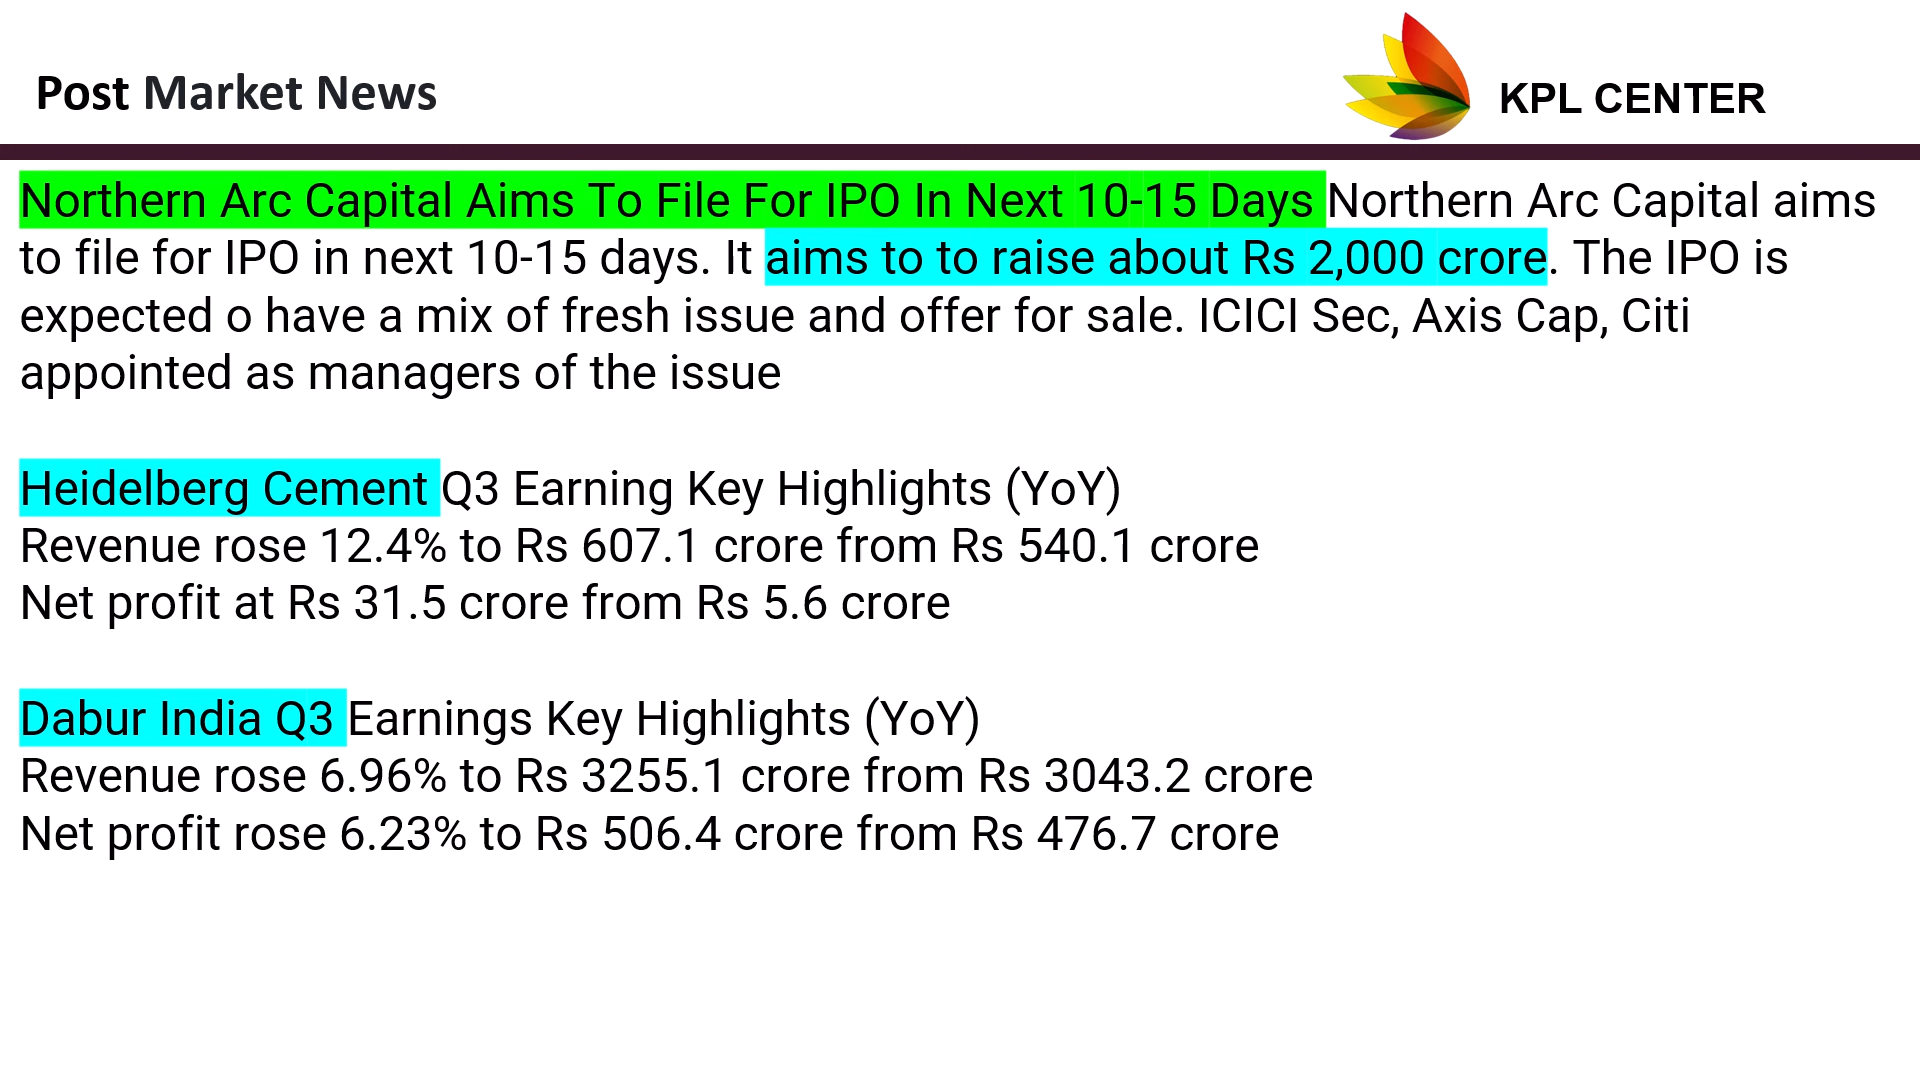 Post Market News
KPL CENTER
Northern Arc Capital Aims To File For IPO In Next 10-15 Days Northern Arc Capital aims
to file for IPO in next 10-15 days. It aims to to raise about Rs 2,000 crore. The IPO is
expected o have a mix of fresh issue and offer for sale. ICICI Sec, Axis Cap, Citi
appointed as managers of the issue
Heidelberg Cement Q3 Earning Key Highlights (YoY)
Revenue rose 12.4% to Rs 607.1 crore from Rs 540.1 crore
Net profit at Rs 31.5 crore from Rs 5.6 crore
Dabur India Q3 Earnings Key Highlights (YoY)
Revenue rose 6.96% to Rs 3255.1 crore from Rs 3043.2 crore
Net profit rose 6.23% to Rs 506.4 crore from Rs 476.7 crore